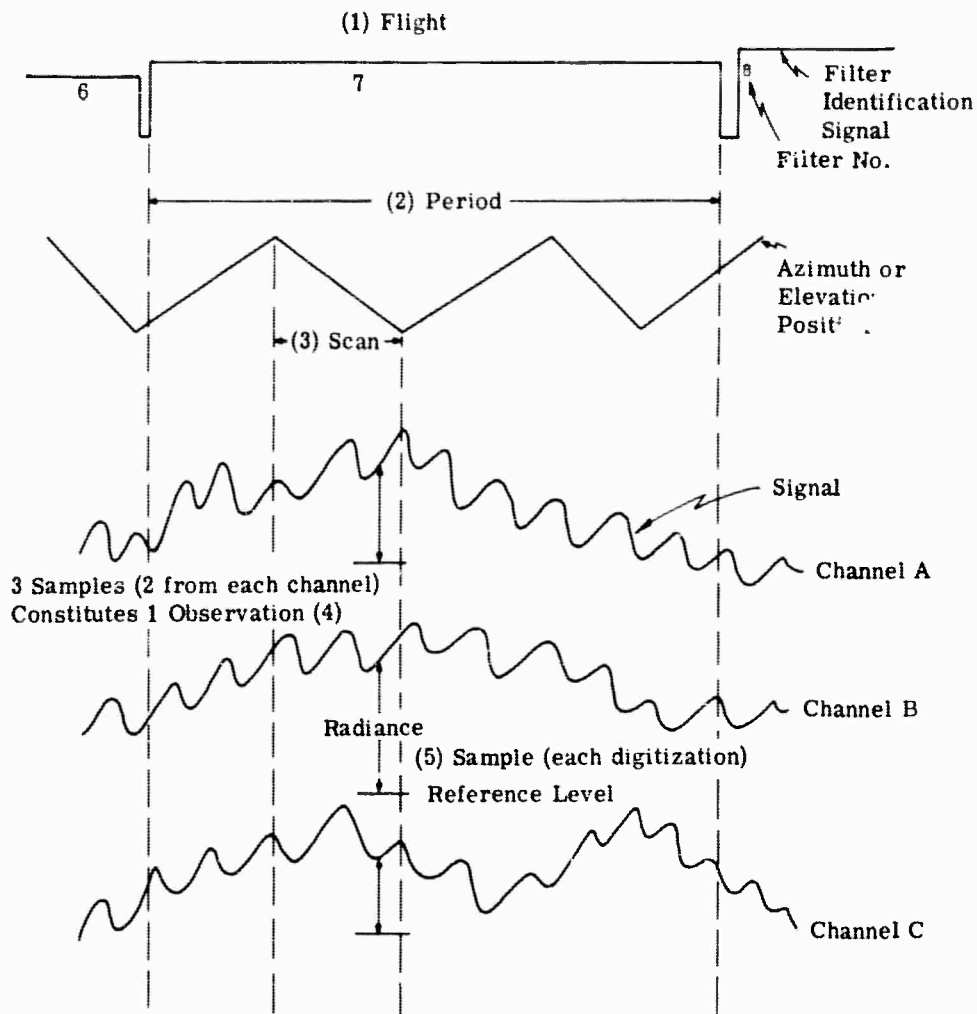 (1) Flight
6
7
8
Filter
Identification
Signal
Filter No.
(2) Period
Azimuth or
Elevation
(3) Scan
Signal
Channel A
3 Samples (2 from each channel)
Constitutes 1 Observation (4)
Channel B
Radiance
(5) Sample (each digitization)
Reference Level
Channel C